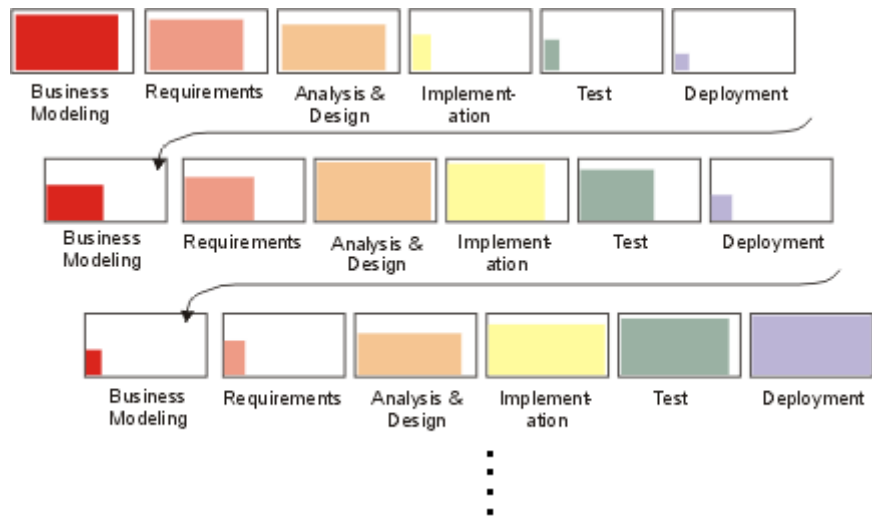 Business
Modeling
Requirements
Analysis &
Design
Implement-
ation
Test
Deployment
Business
Modeling
Requirements
Analysis &
Design
Implement-
ation
Test
Deployment
Business
Modeling
Requirements
Analysis &
Design
Implement-
ation
Test
Deployment